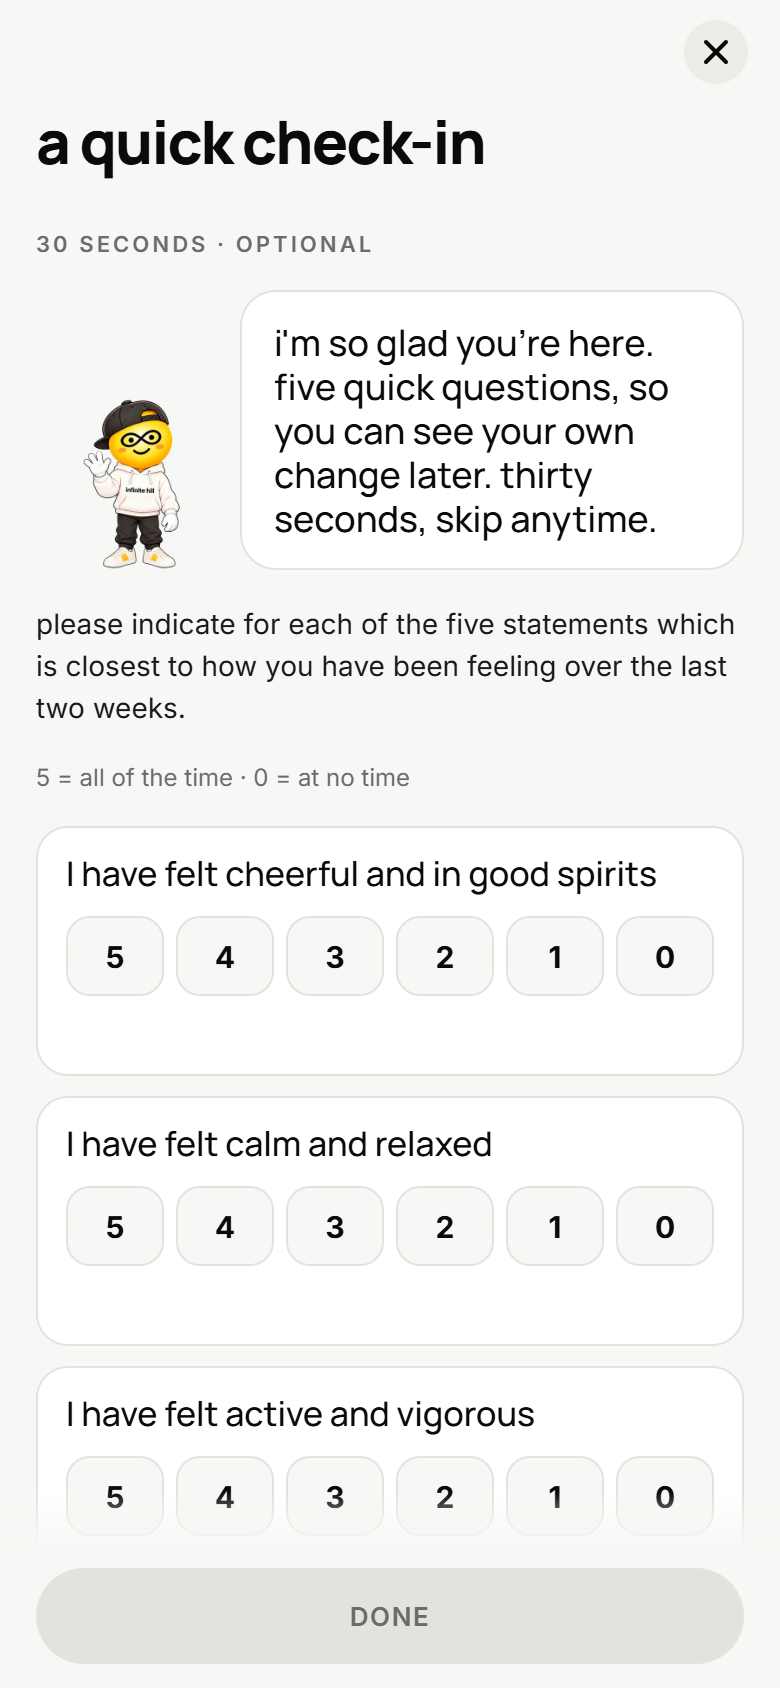 a quick check-in
30 SECONDS · OPTIONAL
i'm so glad you’re here.
five quick questions, so
you can see your own
change later. thirty
seconds, skip anytime.
infinite hill
please indicate for each of the five statements which
is closest to how you have been feeling over the last
two weeks.
5 = all of the time · 0 = at no time
I have felt cheerful and in good spirits
5 4 3 2 1 0
I have felt calm and relaxed
5 4 3 2 1 0
I have felt active and vigorous
5 4 3 2 1 0
DONE